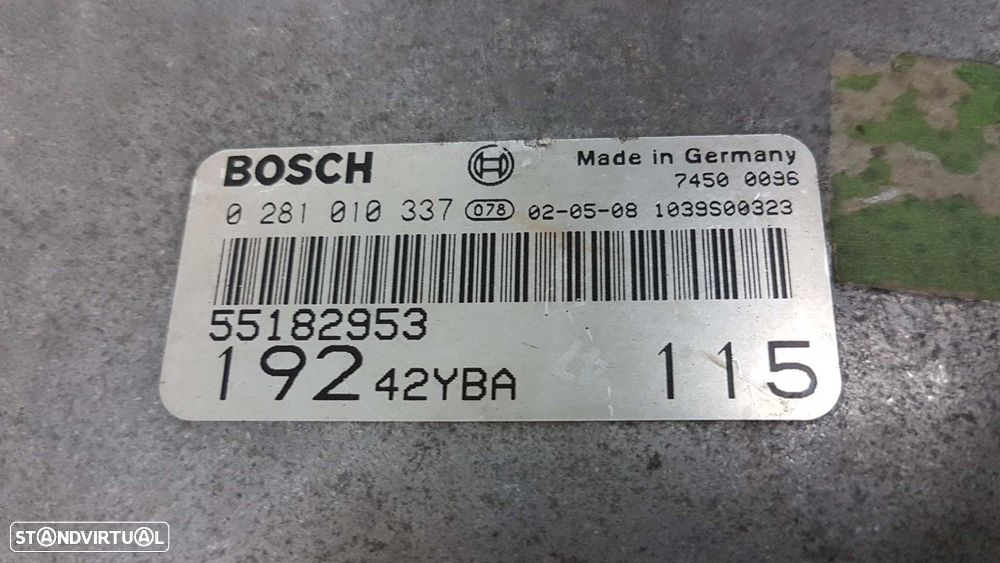 BOSCH Made in Germany
7450 0096
0 281 010 337 078 02-05-08 1039S00323
55182953
192 42YBA 115
STANDVIRTUAL